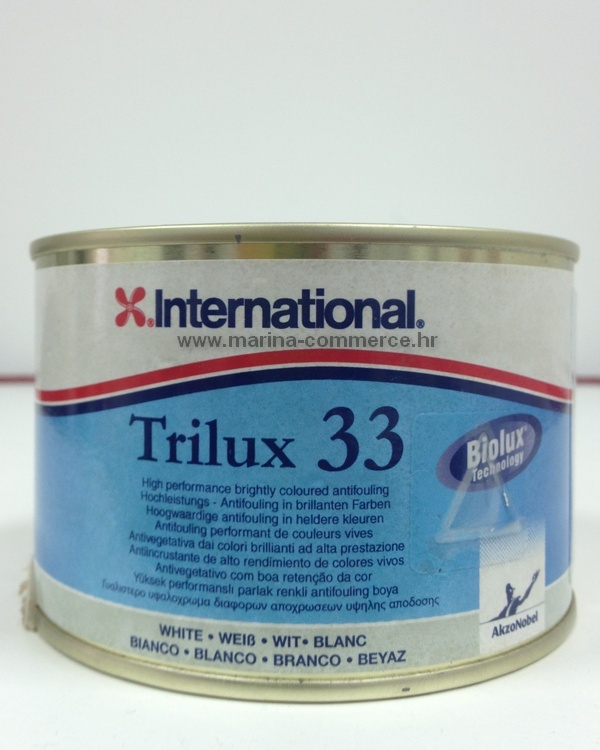 International®
www.marina-commerce.hr
Trilux 33
Biolux®
Technology
High performance brightly coloured antifouling
Hochleistungs - Antifouling in brillanten Farben
Hoogwaardige antifouling in heldere kleuren
Antifouling performant de couleurs vives
Antivegetativa dai colori brillianti ad alta prestazione
Antiincrustante de alto rendimiento de colores vivos
Antivegetativo com boa retenção da cor
Yüksek performanslı parlak renkli antifouling boya
Γυαλιστερο υφαλοχρωμα διαφορων αποχρωσεων υψηλης αποδοσης
AkzoNobel
WHITE • WEIß • WIT • BLANC
BIANCO • BLANCO • BRANCO • BEYAZ